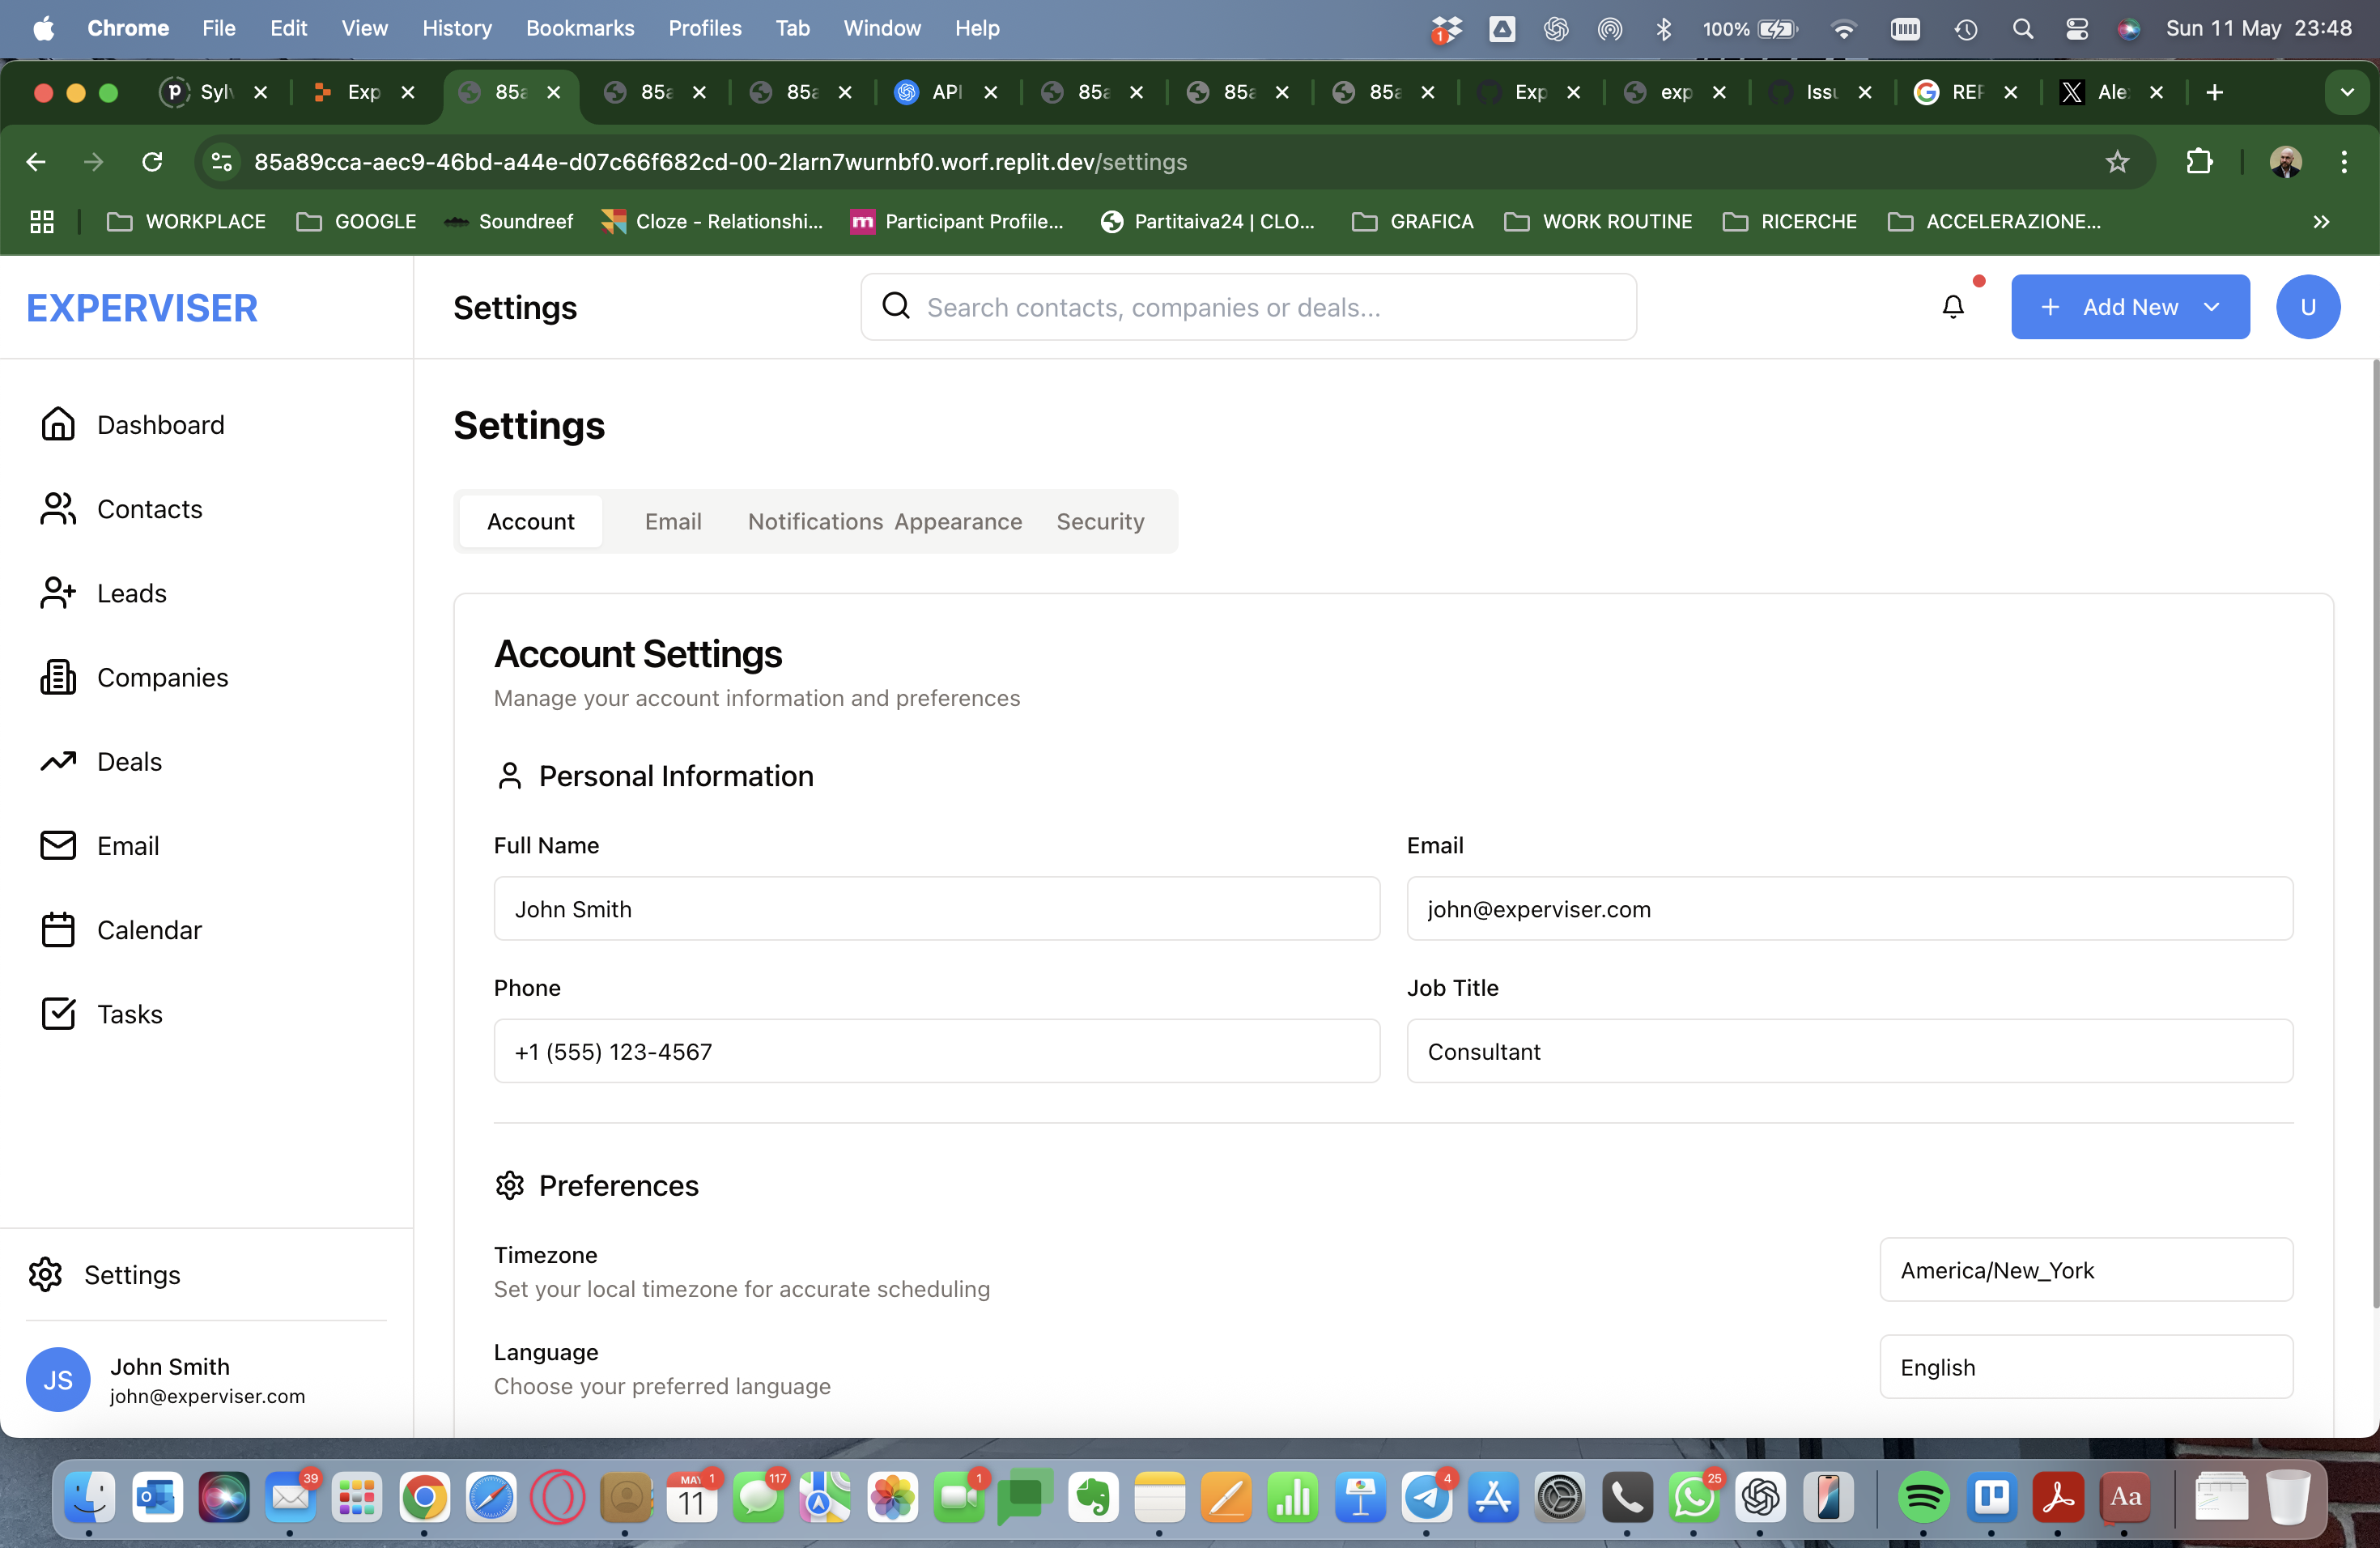 Chrome File Edit View History Bookmarks Profiles Tab Window Help 1 100% Sun 11 May 23:48
Syl Exp 85a 85a 85a API 85a 85a 85a Exp exp Issu REP Ale
85a89cca-aec9-46bd-a44e-d07c66f682cd-00-2larn7wurnbf0.worf.replit.dev/settings
WORKPLACE GOOGLE Soundreef Cloze - Relationshi... m Participant Profile... Partitaiva24 | CLO... GRAFICA WORK ROUTINE RICERCHE ACCELERAZIONE...
EXPERVISER Settings Search contacts, companies or deals... + Add New U
Dashboard
Contacts
Leads
Companies
Deals
Email
Calendar
Tasks
Settings
JS John Smith
john@experviser.com
Settings
Account Email Notifications Appearance Security
Account Settings
Manage your account information and preferences
Personal Information
Full Name Email
John Smith john@experviser.com
Phone Job Title
+1 (555) 123-4567 Consultant
Preferences
Timezone
Set your local timezone for accurate scheduling
America/New_York
Language
Choose your preferred language
English
39 MAY 11 1 117 1 4 25 Aa